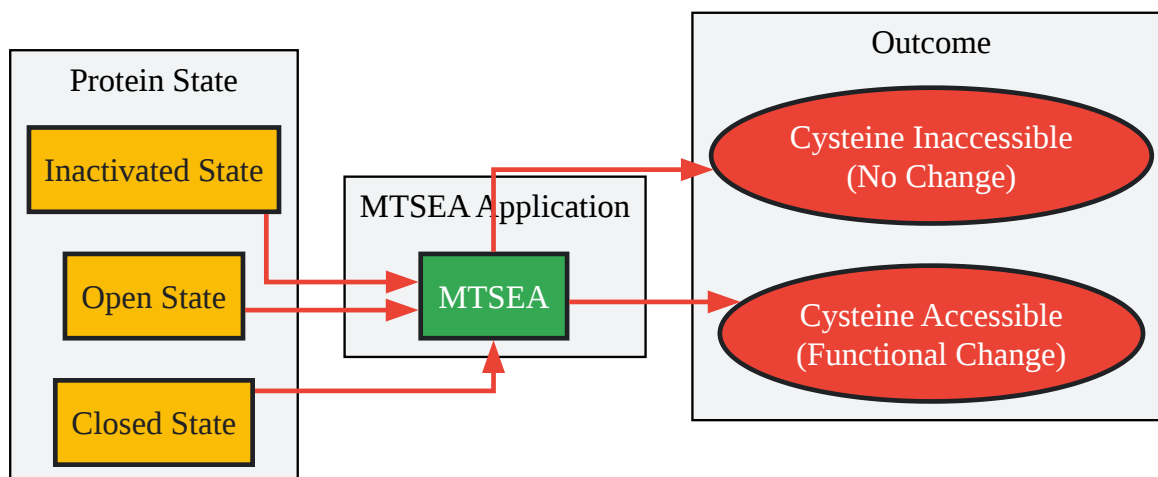 Protein State
Inactivated State
Open State
Closed State
MTSEA Application
MTSEA
Outcome
Cysteine Inaccessible
(No Change)
Cysteine Accessible
(Functional Change)